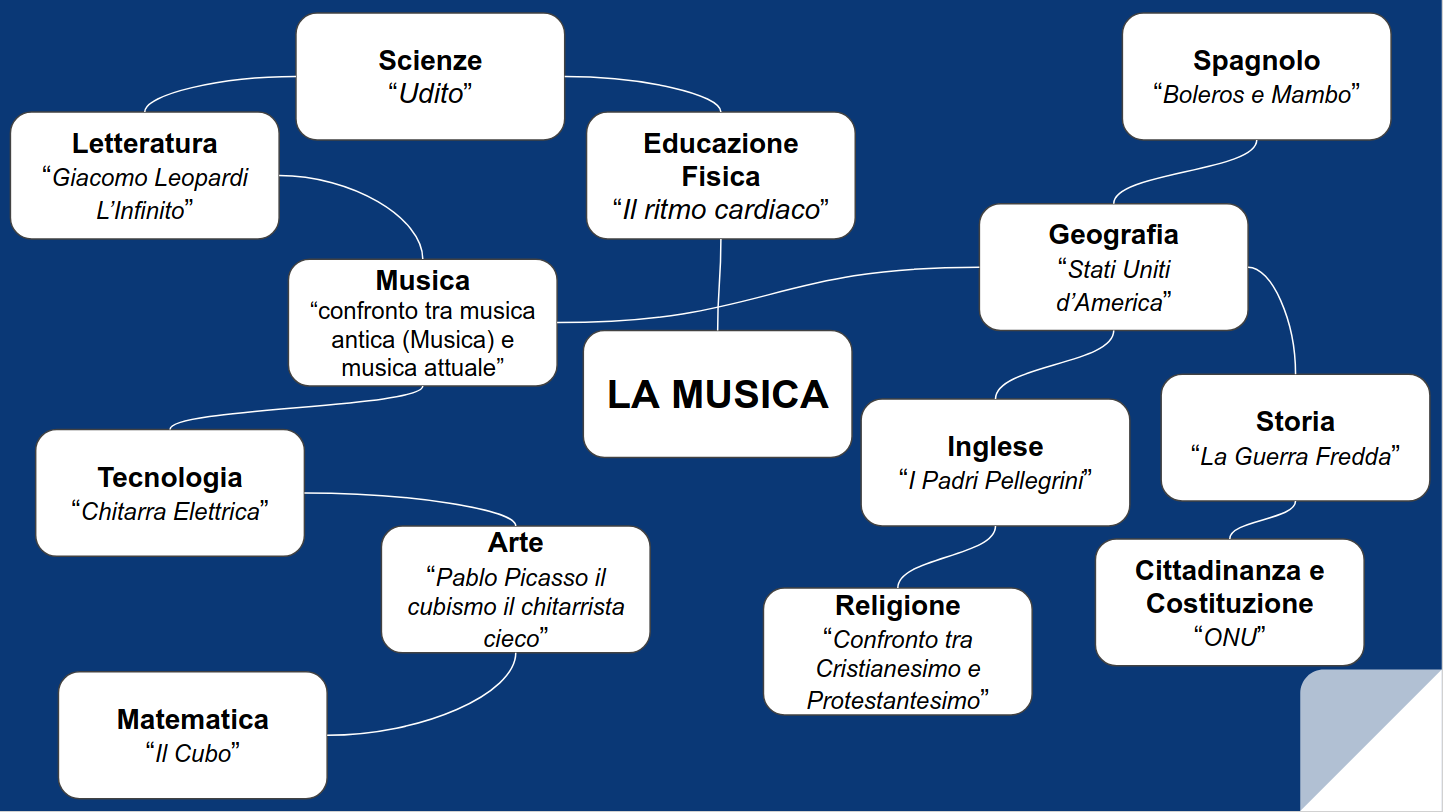 Scienze
“Udito”
Spagnolo
“Boleros e Mambo”
Letteratura
“Giacomo Leopardi
L’Infinito”
Educazione
Fisica
“Il ritmo cardiaco”
Geografia
“Stati Uniti
d’America”
Musica
“confronto tra musica
antica (Musica) e
musica attuale”
LA MUSICA
Inglese
“I Padri Pellegrini”
Storia
“La Guerra Fredda”
Tecnologia
“Chitarra Elettrica”
Arte
“Pablo Picasso il
cubismo il chitarrista
cieco”
Cittadinanza e
Costituzione
“ONU”
Religione
“Confronto tra
Cristianesimo e
Protestantesimo”
Matematica
“Il Cubo”